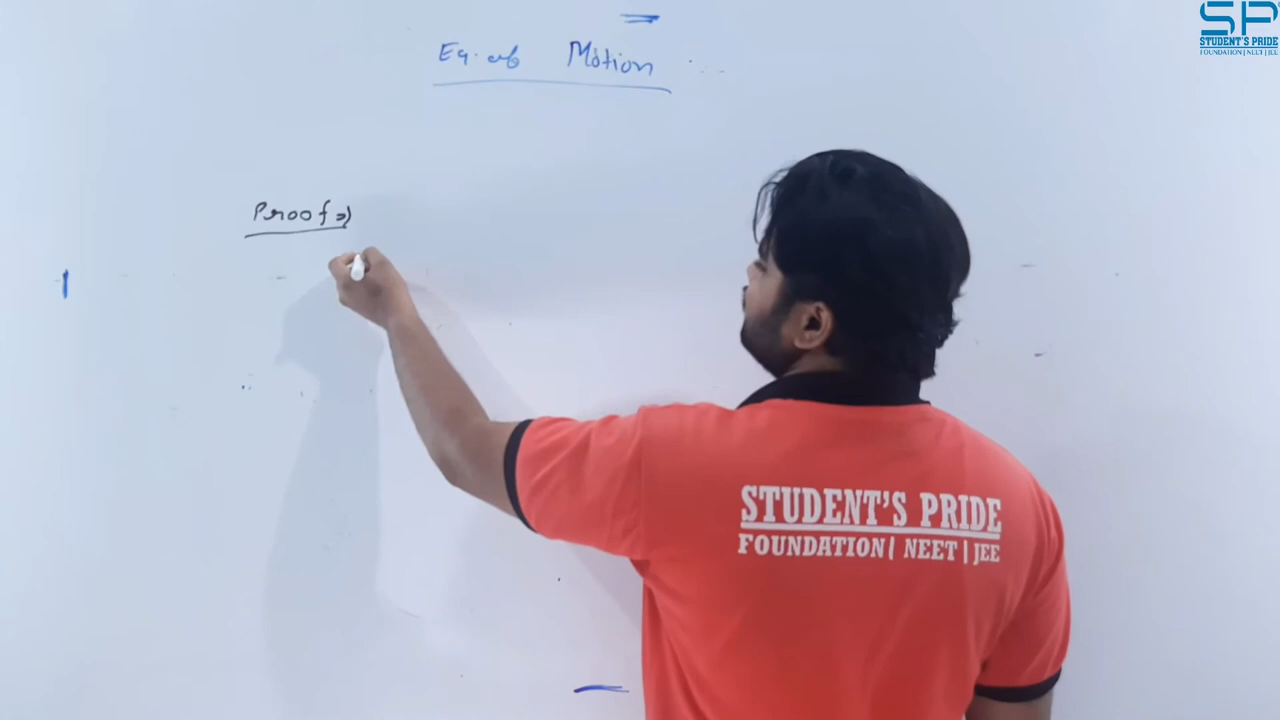 SP
STUDENT'S PRIDE
FOUNDATION | NEET | JEE
Eq. of Motion
Proof ⇒)
STUDENT'S PRIDE
FOUNDATION | NEET | JEE